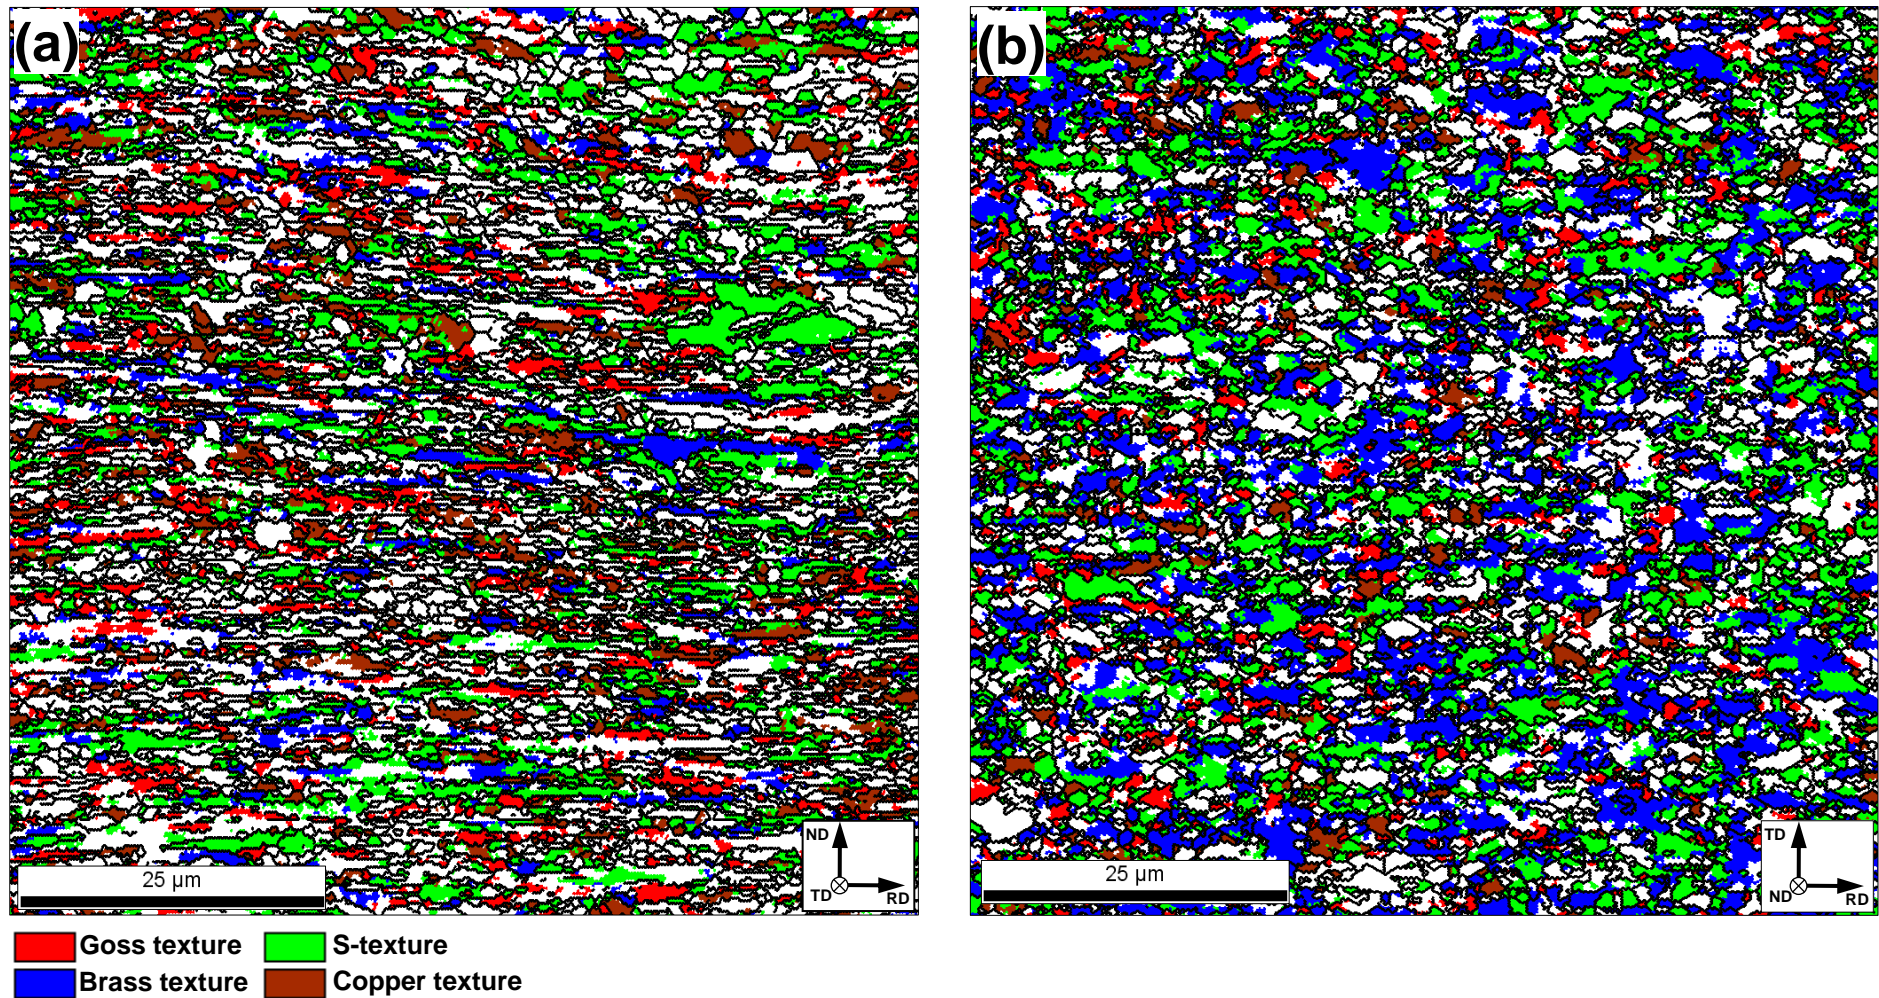 (a)
(b)
ND
TD
RD
25 µm
TD
ND
RD
25 µm
Goss texture
S-texture
Brass texture
Copper texture